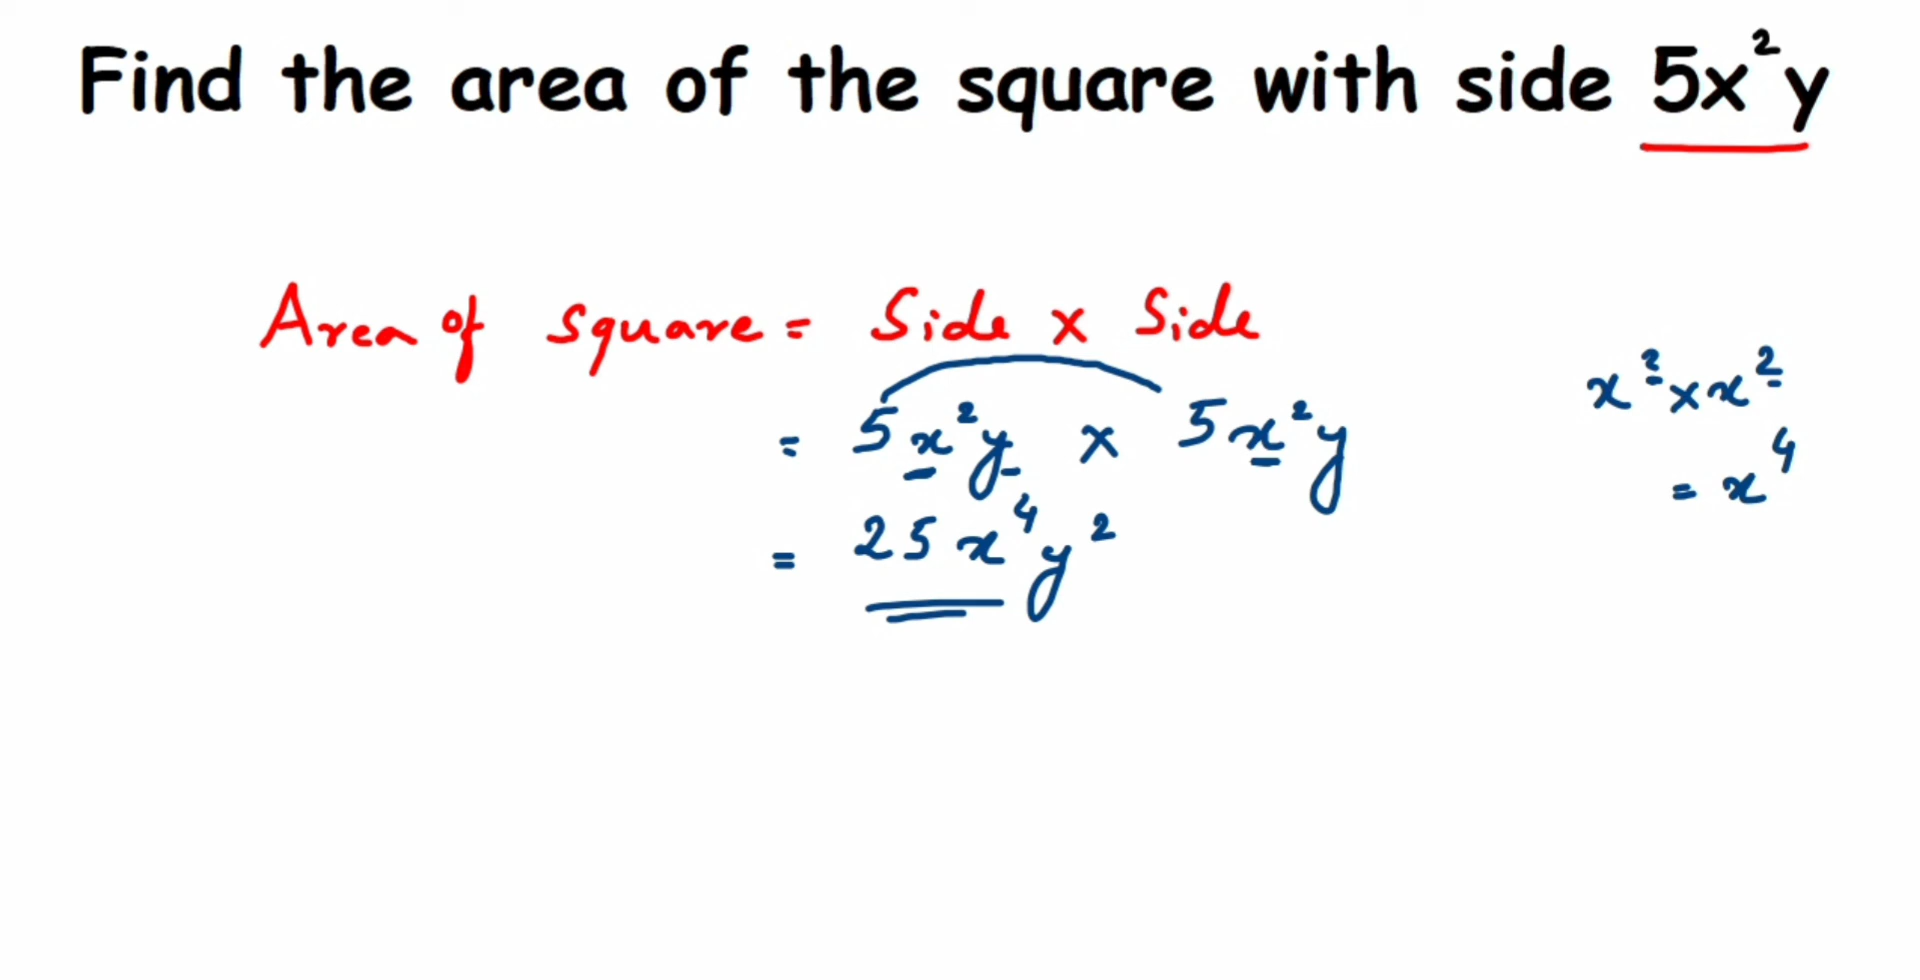 Find the area of the square with side 5x²y
Area of square = Side × Side
= 5x²y × 5x²y
= 25x⁴y²
x²×x²
= x⁴